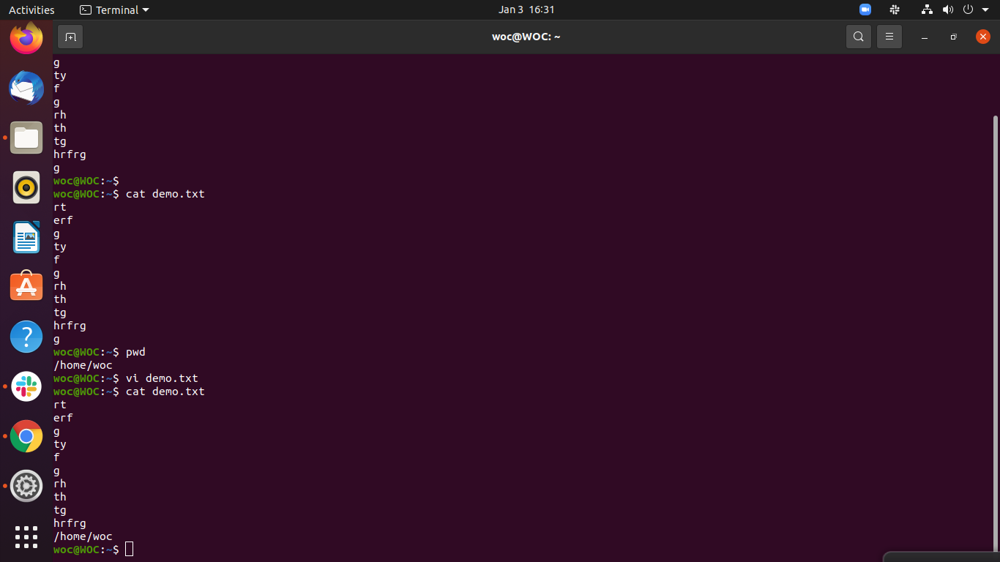 Activities
Terminal
Jan 3 16:31
woc@WOC: ~
g
ty
f
g
rh
th
tg
hrfrg
g
woc@WOC:~$
woc@WOC:~$ cat demo.txt
rt
erf
g
ty
f
g
rh
th
tg
hrfrg
g
woc@WOC:~$ pwd
/home/woc
woc@WOC:~$ vi demo.txt
woc@WOC:~$ cat demo.txt
rt
erf
g
ty
f
g
rh
th
tg
hrfrg
/home/woc
woc@WOC:~$